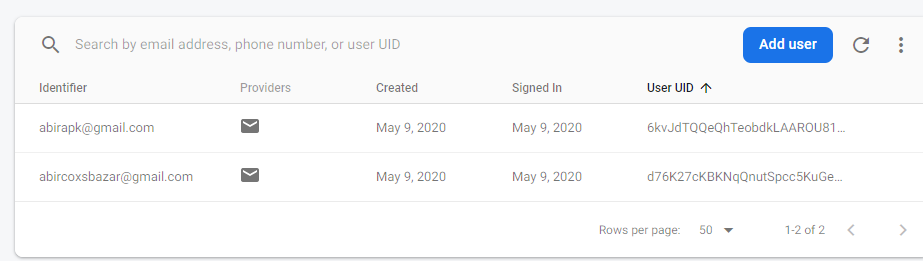 Search by email address, phone number, or user UID Add user
Identifier Providers Created Signed In User UID
abirapk@gmail.com May 9, 2020 May 9, 2020 6kvJdTQQeQhTeobdkLAAROU81...
abircoxsbazar@gmail.com May 9, 2020 May 9, 2020 d76K27cKBKNqQnutSpcc5KuGe...
Rows per page: 50 1-2 of 2